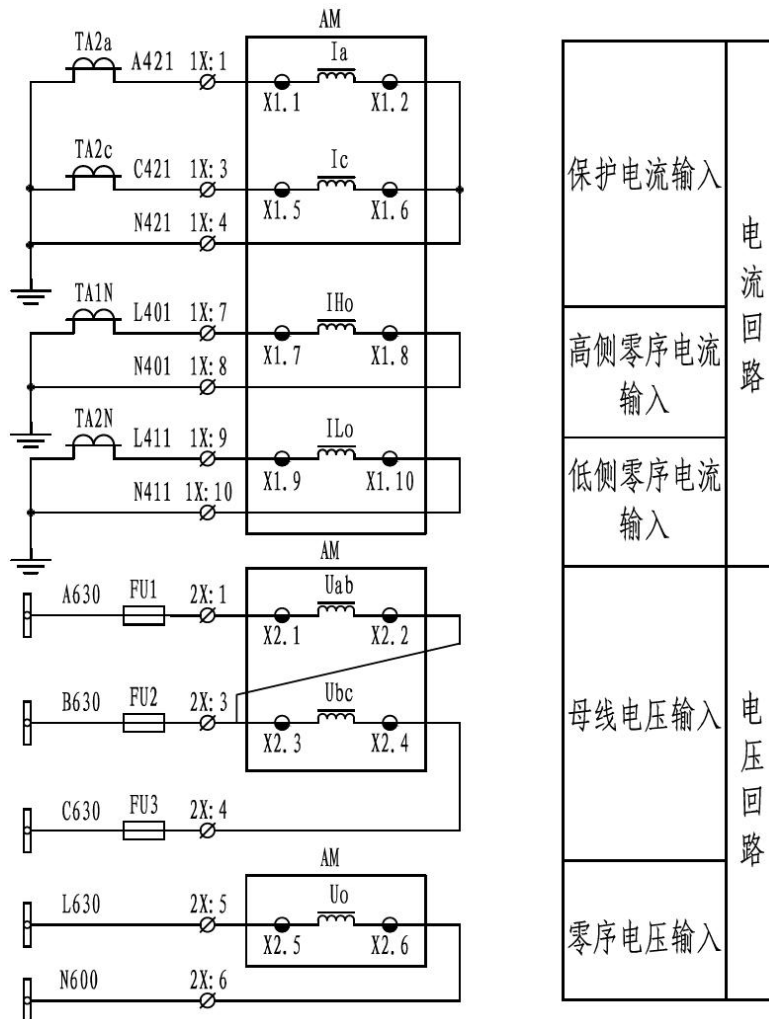 AM
TA2a A421 1X:1 Ia
X1.1 X1.2
TA2c C421 1X:3 Ic
X1.5 X1.6
N421 1X:4
TA1N L401 1X:7 IHo
X1.7 X1.8
N401 1X:8
TA2N L411 1X:9 ILo
X1.9 X1.10
N411 1X:10
AM
A630 FU1 2X:1 Uab
X2.1 X2.2
B630 FU2 2X:3 Ubc
X2.3 X2.4
C630 FU3 2X:4
AM
L630 2X:5 Uo
X2.5 X2.6
N600 2X:6
保护电流输入
高侧零序电流
输入
低侧零序电流
输入
电流回路
母线电压输入
零序电压输入
电压回路